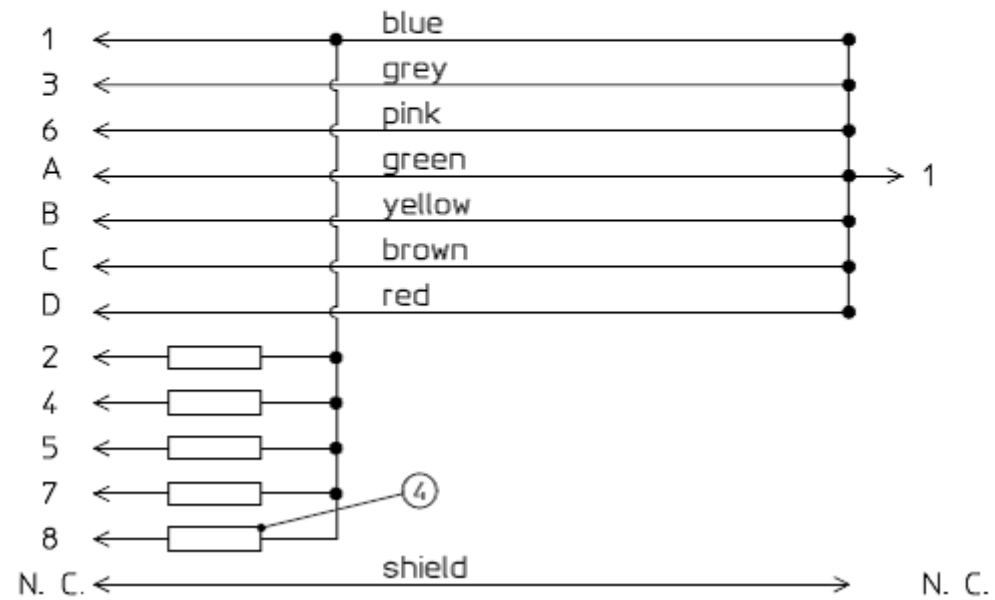 1 blue
3 grey
6 pink
A green 1
B yellow
C brown
D red
2
4
5
7 4
8
N. C. shield N. C.